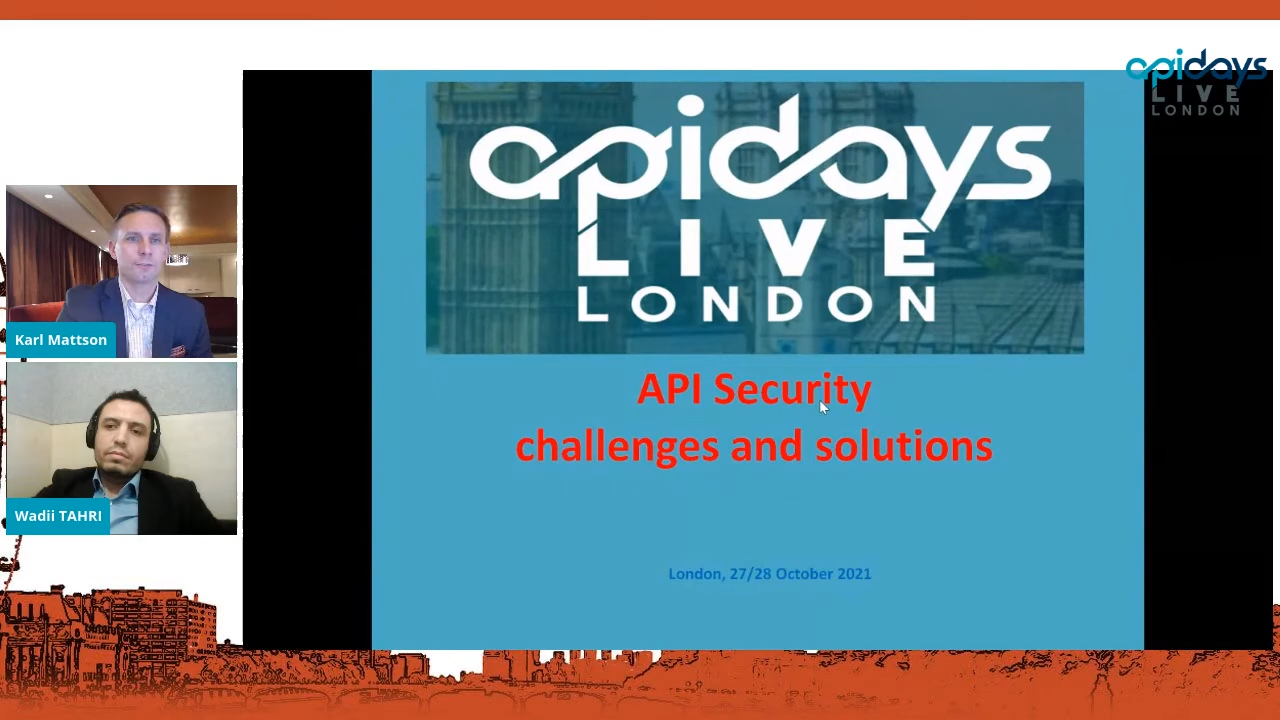 apidays
LIVE
LONDON
apidays
LIVE
LONDON
Karl Mattson
API Security
challenges and solutions
Wadii TAHRI
London, 27/28 October 2021